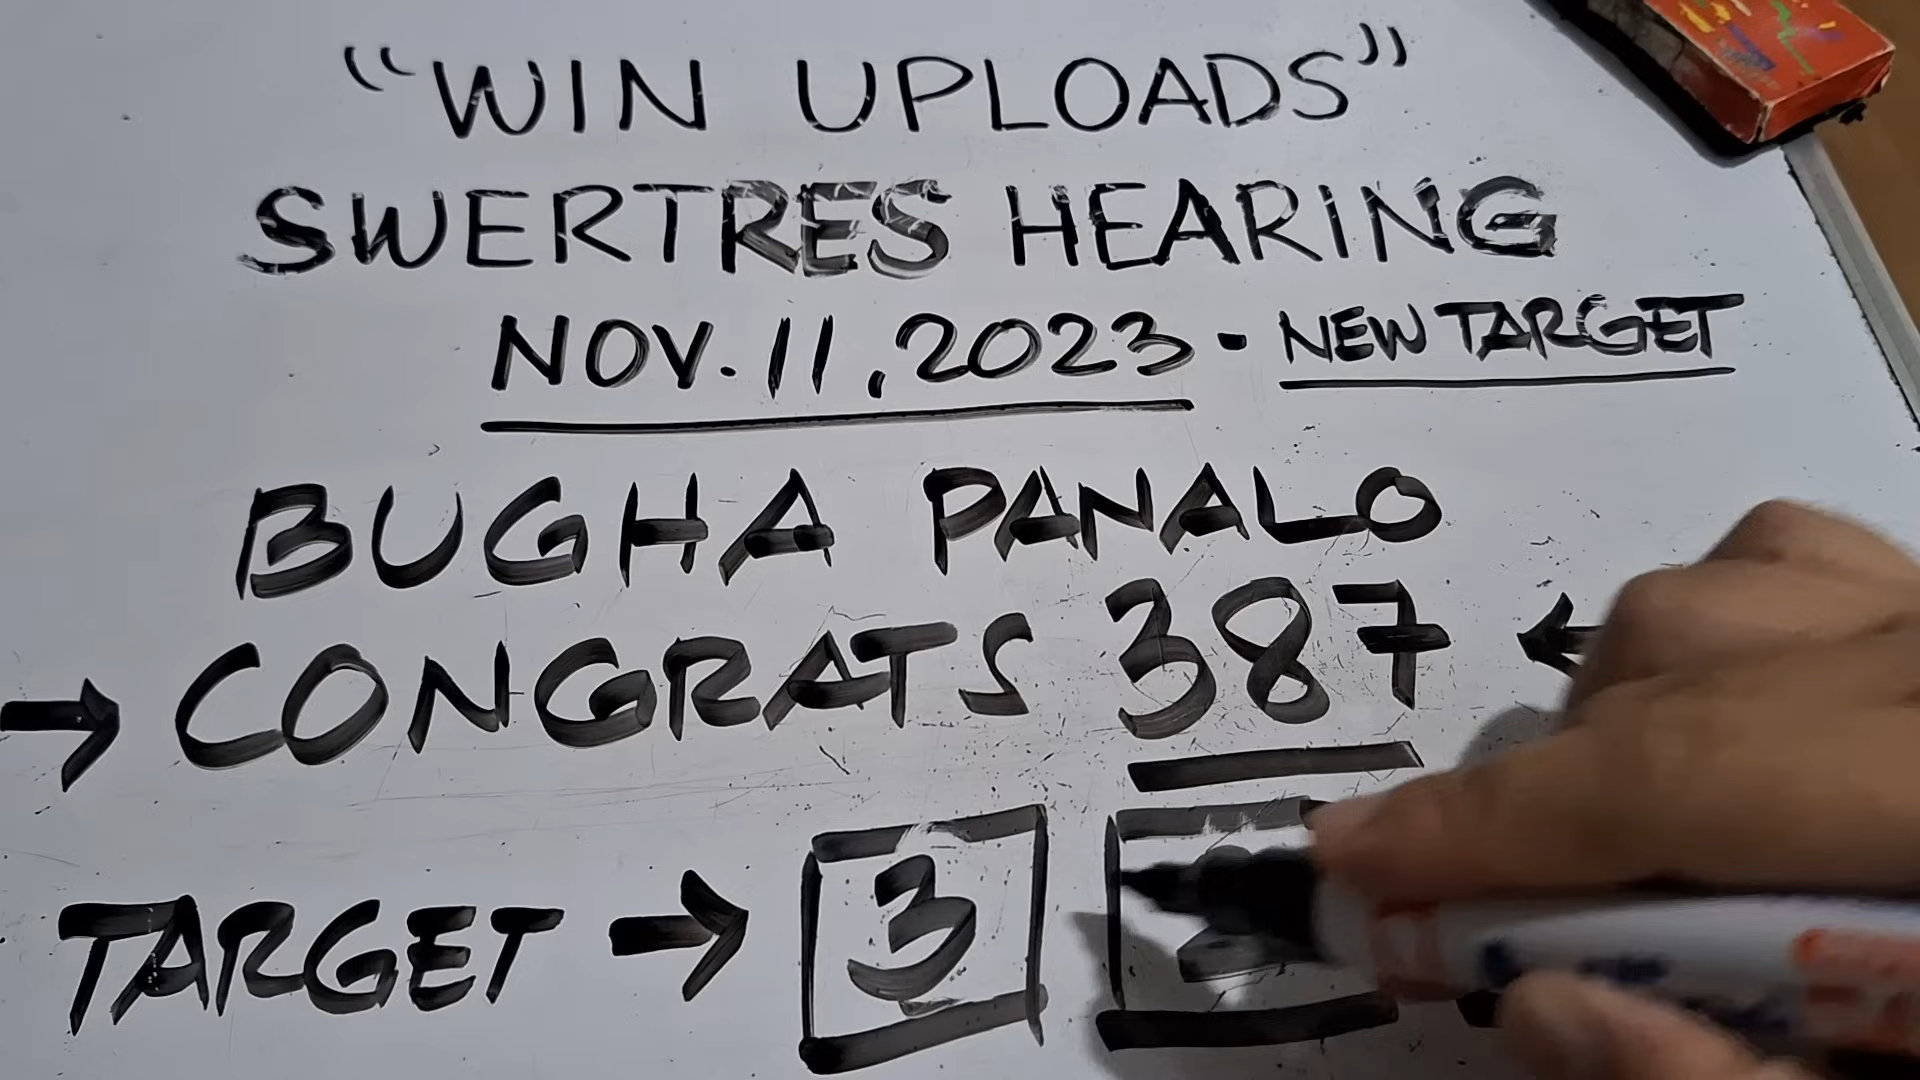 “WIN UPLOADS”
SWERTRES HEARING
NOV. 11, 2023 - NEW TARGET
BUGHA PANALO
→ CONGRATS 387 ←
TARGET → 3